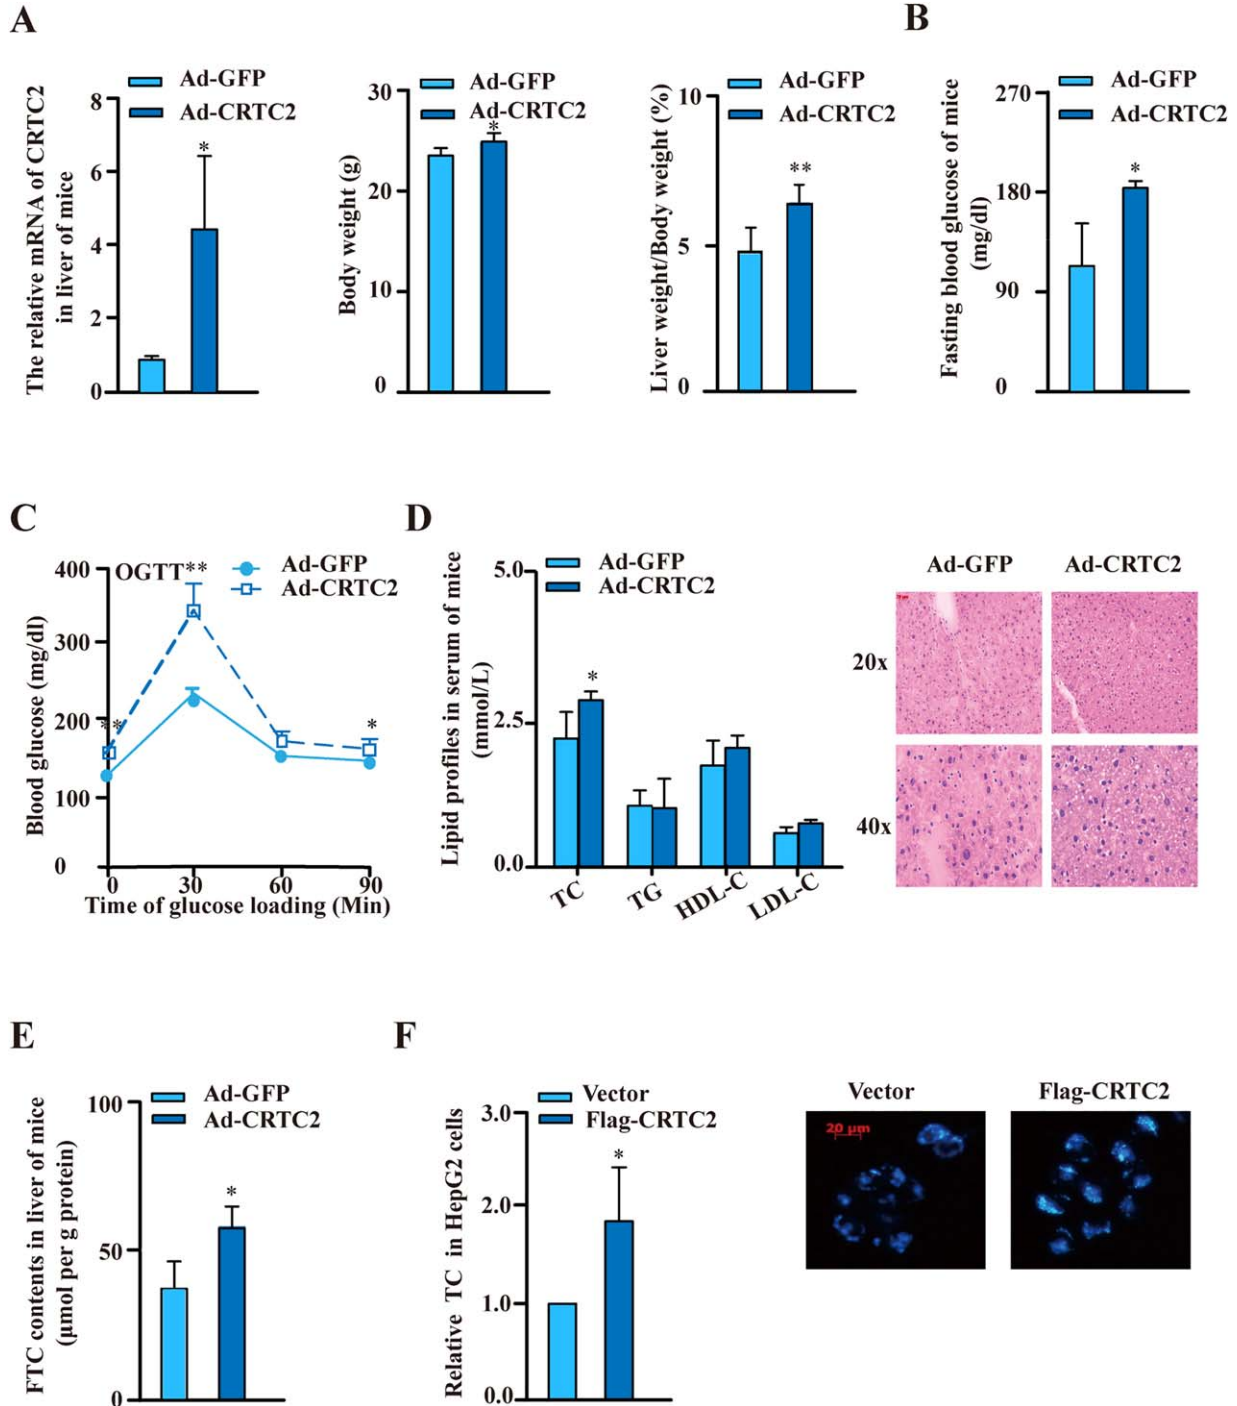 A
B
The relative mRNA of CRTC2
in liver of mice
8
6
4
2
0
Ad-GFP
Ad-CRTC2
*
Body weight (g)
30
20
10
0
Ad-GFP
Ad-CRTC2
*
Liver weight/Body weight (%)
10
5
0
Ad-GFP
Ad-CRTC2
**
Fasting blood glucose of mice
(mg/dl)
270
180
90
0
Ad-GFP
Ad-CRTC2
*
C
D
Blood glucose (mg/dl)
400
300
200
100
0
OGTT**
Ad-GFP
Ad-CRTC2
**
*
0 30 60 90
Time of glucose loading (Min)
Lipid profiles in serum of mice
(mmol/L)
5.0
2.5
0.0
Ad-GFP
Ad-CRTC2
*
TC TG HDL-C LDL-C
Ad-GFP Ad-CRTC2
20x
40x
E
F
FTC contents in liver of mice
(μmol per g protein)
100
50
0
Ad-GFP
Ad-CRTC2
*
Relative TC in HepG2 cells
3.0
2.0
1.0
0.0
Vector
Flag-CRTC2
*
Vector Flag-CRTC2
20 μm